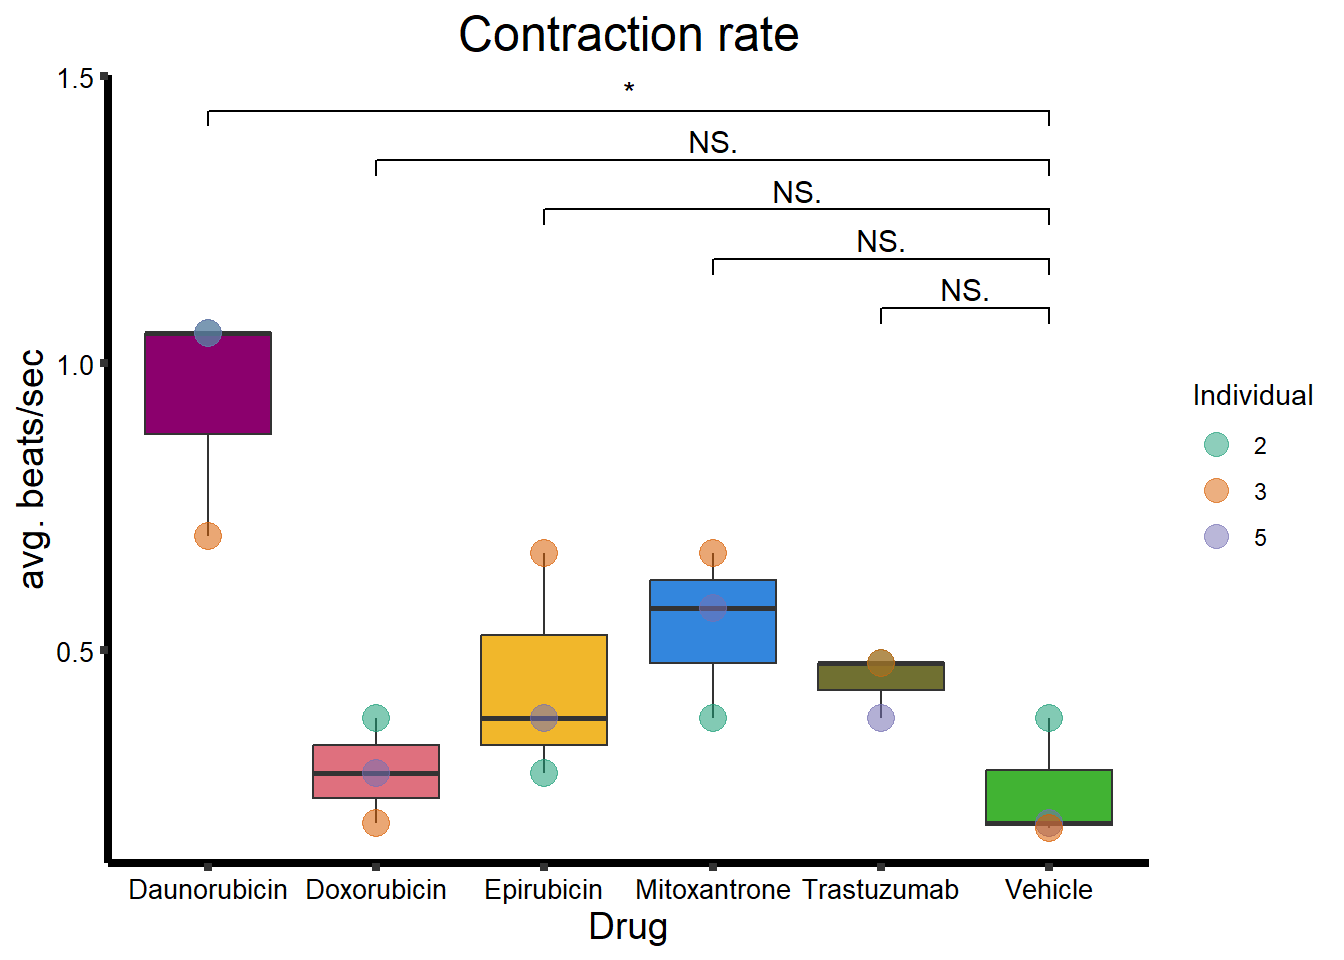 Contraction rate
1.5
*
NS.
NS.
NS.
NS.
1.0
0.5
avg. beats/sec
Individual
2
3
5
Daunorubicin Doxorubicin Epirubicin Mitoxantrone Trastuzumab Vehicle
Drug